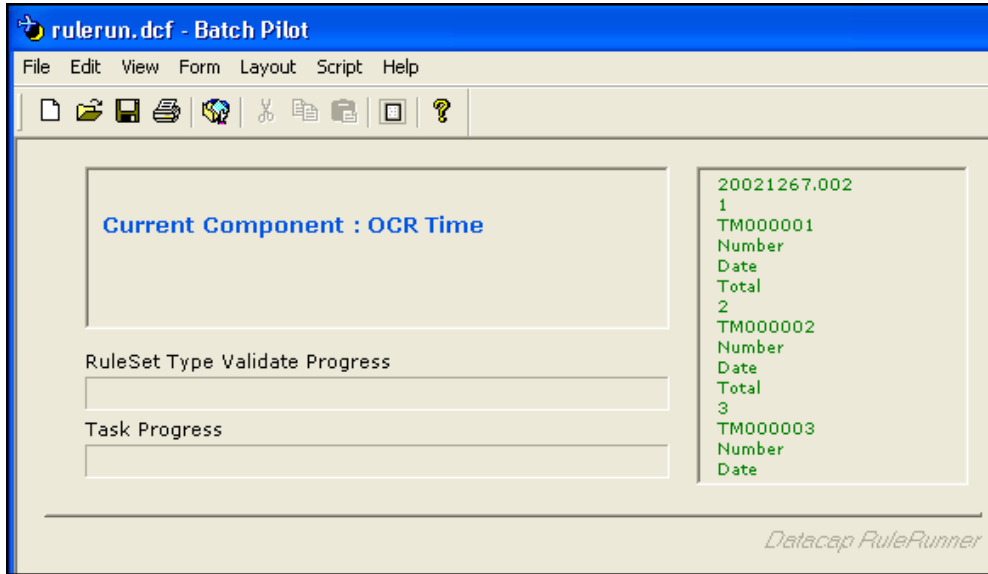 rulerun.dcf - Batch Pilot
File Edit View Form Layout Script Help
Current Component : OCR Time
RuleSet Type Validate Progress
Task Progress
20021267.002
1
TM000001
Number
Date
Total
2
TM000002
Number
Date
Total
3
TM000003
Number
Date
Datacap RuleRunner